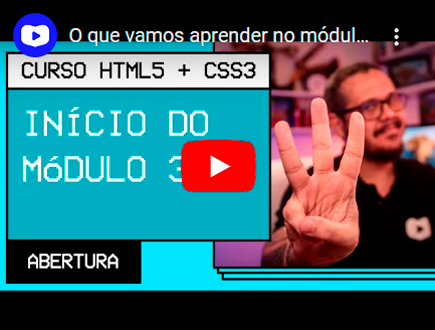 O que vamos aprender no módul...
CURSO HTML5 + CSS3
INÍCIO DO
MóDULO 3
ABERTURA